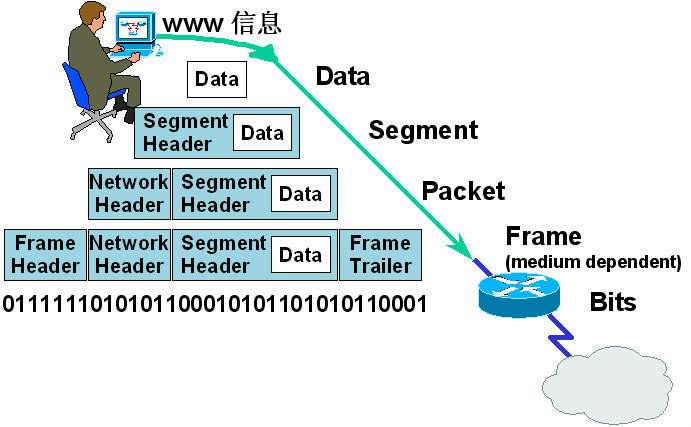 www 信息
Data
Data
Segment
Header
Data
Segment
Network
Header
Segment
Header
Data
Packet
Frame
Header
Network
Header
Segment
Header
Data
Frame
Trailer
Frame
(medium dependent)
0111111010101100010101101010110001
Bits